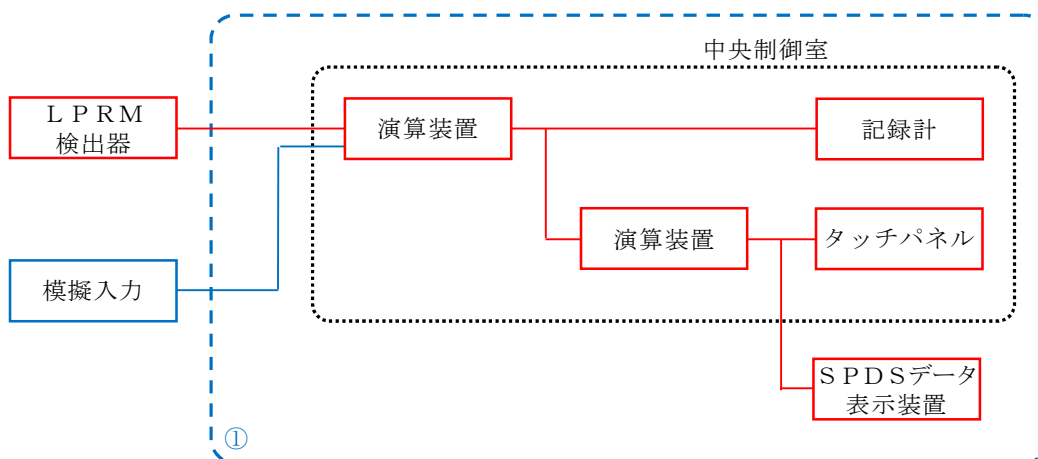 中央制御室
ＬＰＲＭ
検出器
演算装置
記録計
演算装置
タッチパネル
模擬入力
ＳＰＤＳデータ
表示装置
①